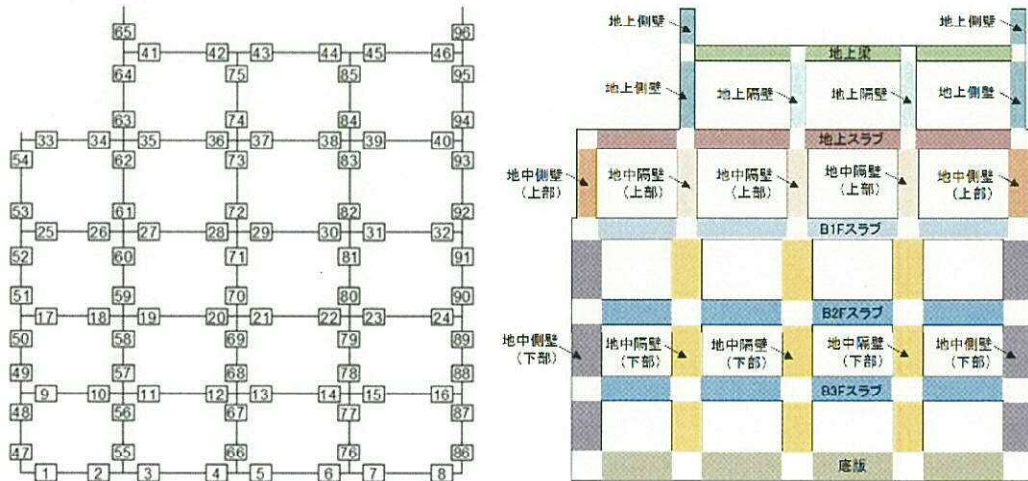 65
96
41 42 43 44 45 46
64 75 85 95
63 74 84 94
33 34 35 36 37 38 39 40
54 62 73 83 93
53 61 72 82 92
25 26 27 28 29 30 31 32
52 60 71 81 91
51 59 70 80 90
17 18 19 20 21 22 23 24
50 58 69 79 89
49 57 68 78 88
9 10 11 12 13 14 15 16
48 56 67 77 87
47 55 66 76 86
1 2 3 4 5 6 7 8
地上側壁
地上側壁
地上梁
地上側壁
地上隔壁
地上隔壁
地上側壁
地上スラブ
地中側壁
(上部)
地中隔壁
(上部)
地中隔壁
(上部)
地中隔壁
(上部)
地中側壁
(上部)
B1Fスラブ
B2Fスラブ
地中側壁
(下部)
地中隔壁
(下部)
地中隔壁
(下部)
地中隔壁
(下部)
地中側壁
(下部)
B3Fスラブ
底版